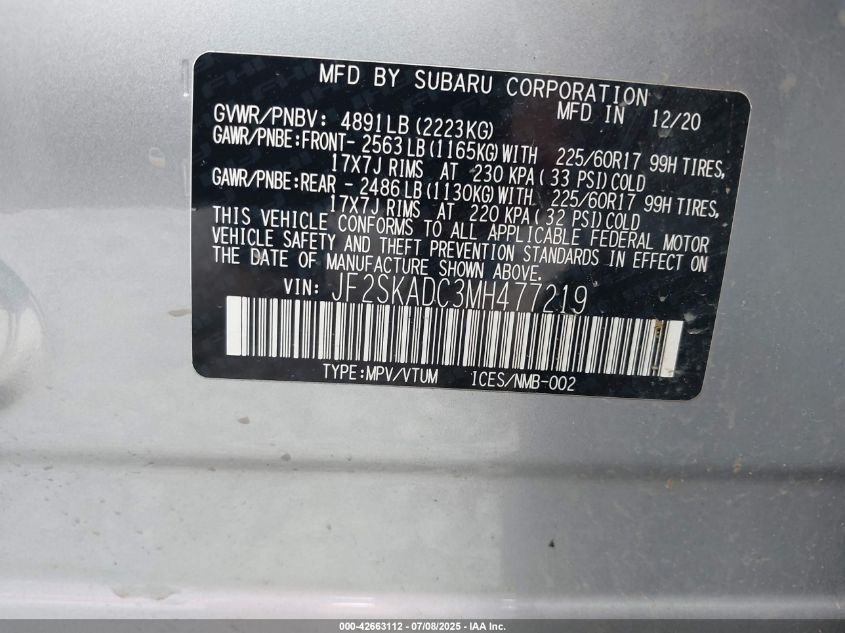 MFD BY SUBARU CORPORATION
MFD IN 12/20
GVWR/PNBV: 4891LB (2223KG)
GAWR/PNBE:FRONT- 2563LB(1165KG)WITH 225/60R17 99H TIRES,
17X7J RIMS AT 230 KPA( 33 PSI)COLD
GAWR/PNBE:REAR - 2486LB(1130KG)WITH 225/60R17 99H TIRES,
17X7J RIMS AT 220 KPA( 32 PSI)COLD
THIS VEHICLE CONFORMS TO ALL APPLICABLE FEDERAL MOTOR
VEHICLE SAFETY AND THEFT PREVENTION STANDARDS IN EFFECT ON
THE DATE OF MANUFACTURE SHOWN ABOVE.
VIN: JF2SKADC3MH477219
TYPE:MPV/VTUM ICES/NMB-002
000-42663112 - 07/08/2025 - IAA Inc.